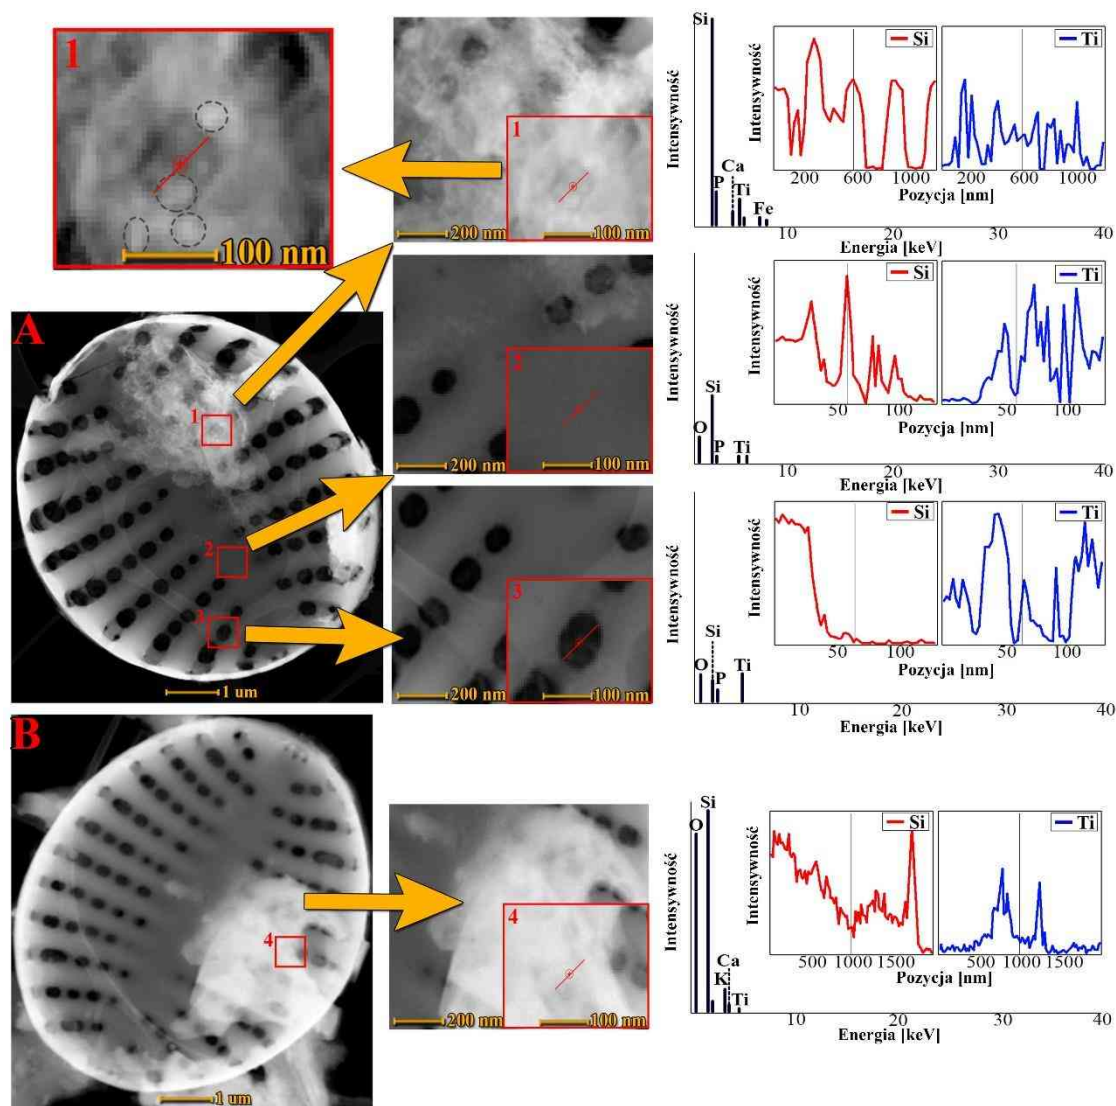 1
100 nm
1
200 nm
100 nm
Intensywność
Si
P
Ca
Ti
Fe
10
20
30
40
Energia [keV]
Intensywność
Si
Ti
200
600
1000
200
600
1000
Pozycja [nm]
A
1
2
3
1 um
2
200 nm
100 nm
Intensywność
O
Si
P
Ti
10
20
30
40
Energia [keV]
Intensywność
Si
Ti
50
100
50
100
Pozycja [nm]
3
200 nm
100 nm
Intensywność
O
Si
P
Ti
10
20
30
40
Energia [keV]
Intensywność
Si
Ti
50
100
50
100
Pozycja [nm]
B
4
1 um
4
200 nm
100 nm
Intensywność
O
Si
K
Ca
Ti
10
20
30
40
Energia [keV]
Intensywność
Si
Ti
500
1000
1500
500
1000
1500
Pozycja [nm]